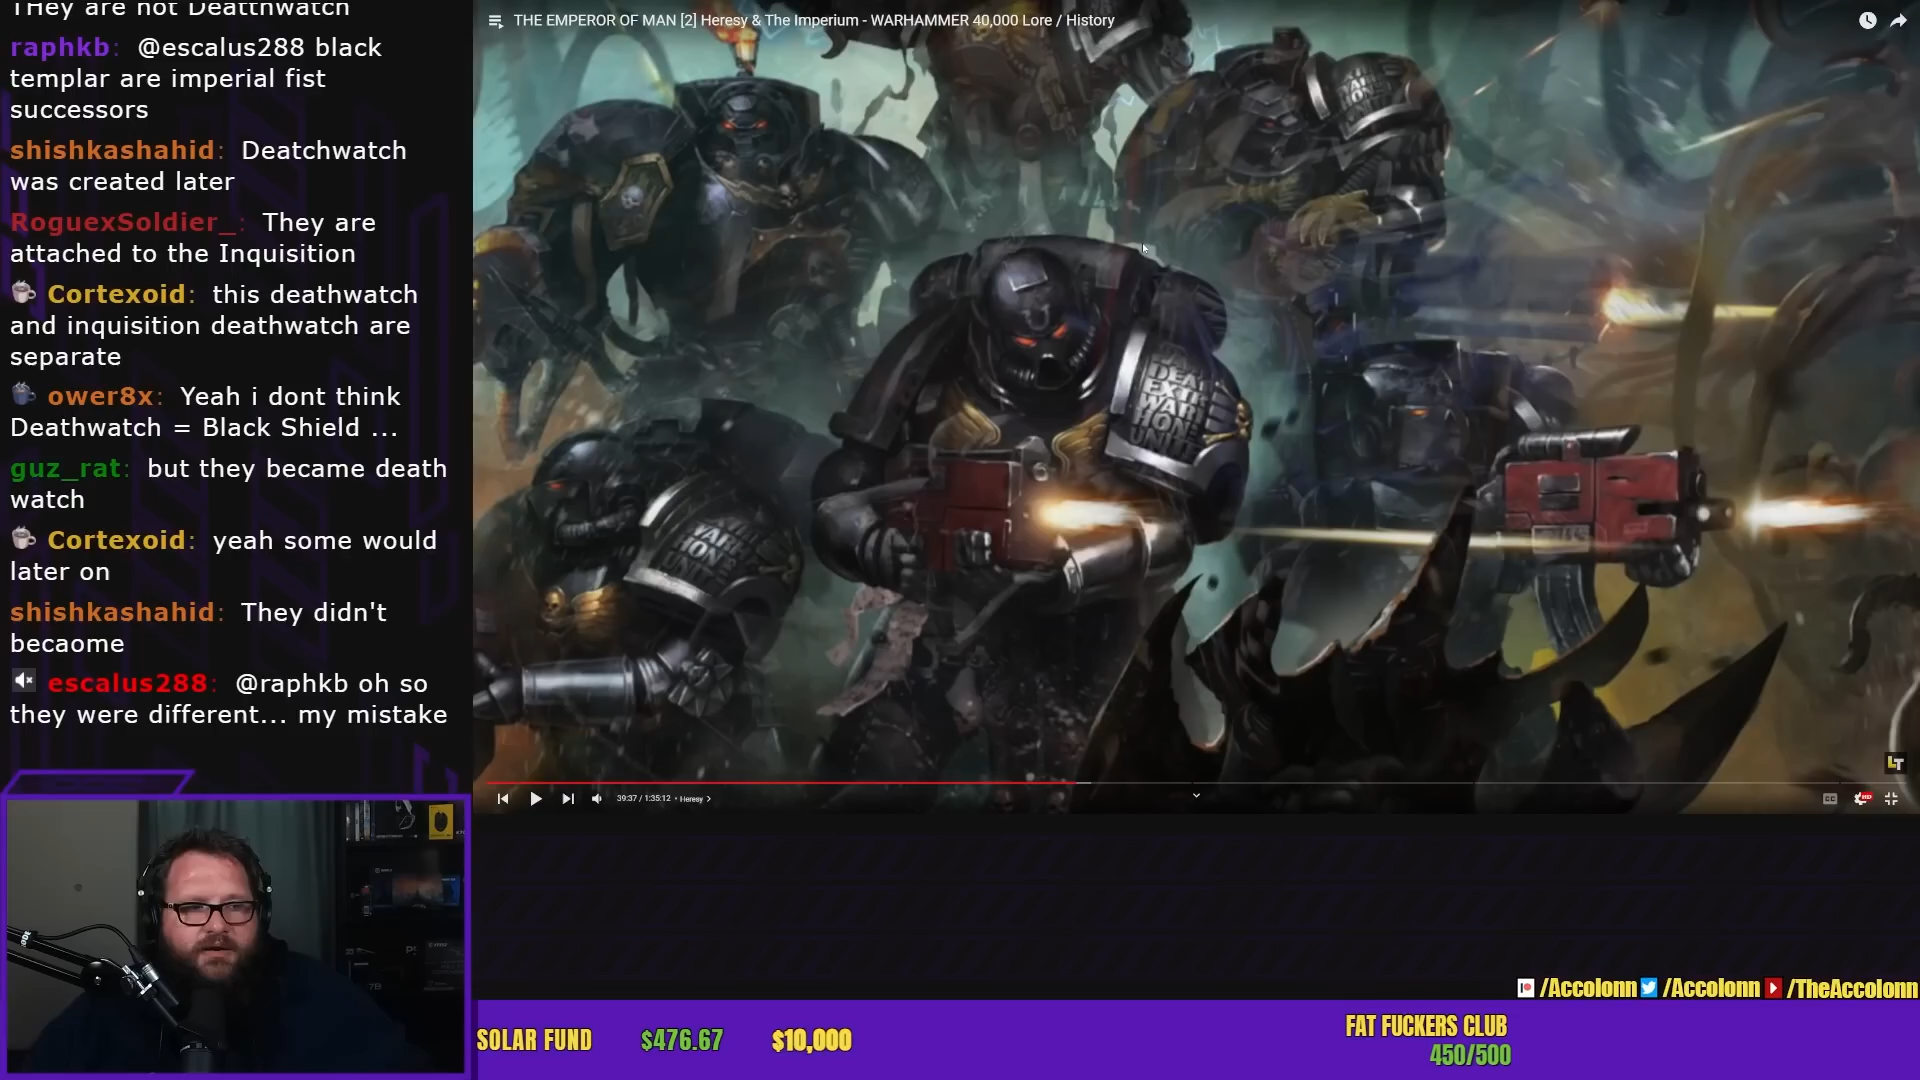 THey are not Deatthwatch
raphkb: @escalus288 black
templar are imperial fist
successors
shishkashahid: Deatchwatch
was created later
RoguexSoldier_: They are
attached to the Inquisition
Cortexoid: this deathwatch
and inquisition deathwatch are
separate
ower8x: Yeah i dont think
Deathwatch = Black Shield ...
guz_rat: but they became death
watch
Cortexoid: yeah some would
later on
shishkashahid: They didn't
becaome
escalus288: @raphkb oh so
they were different... my mistake
THE EMPEROR OF MAN [2] Heresy & The Imperium - WARHAMMER 40,000 Lore / History
39:37 / 1:35:12 • Heresy >
CC
HD
LT
/Accolonn /Accolonn /TheAccolonn
SOLAR FUND $476.67 $10,000
FAT FUCKERS CLUB
450/500